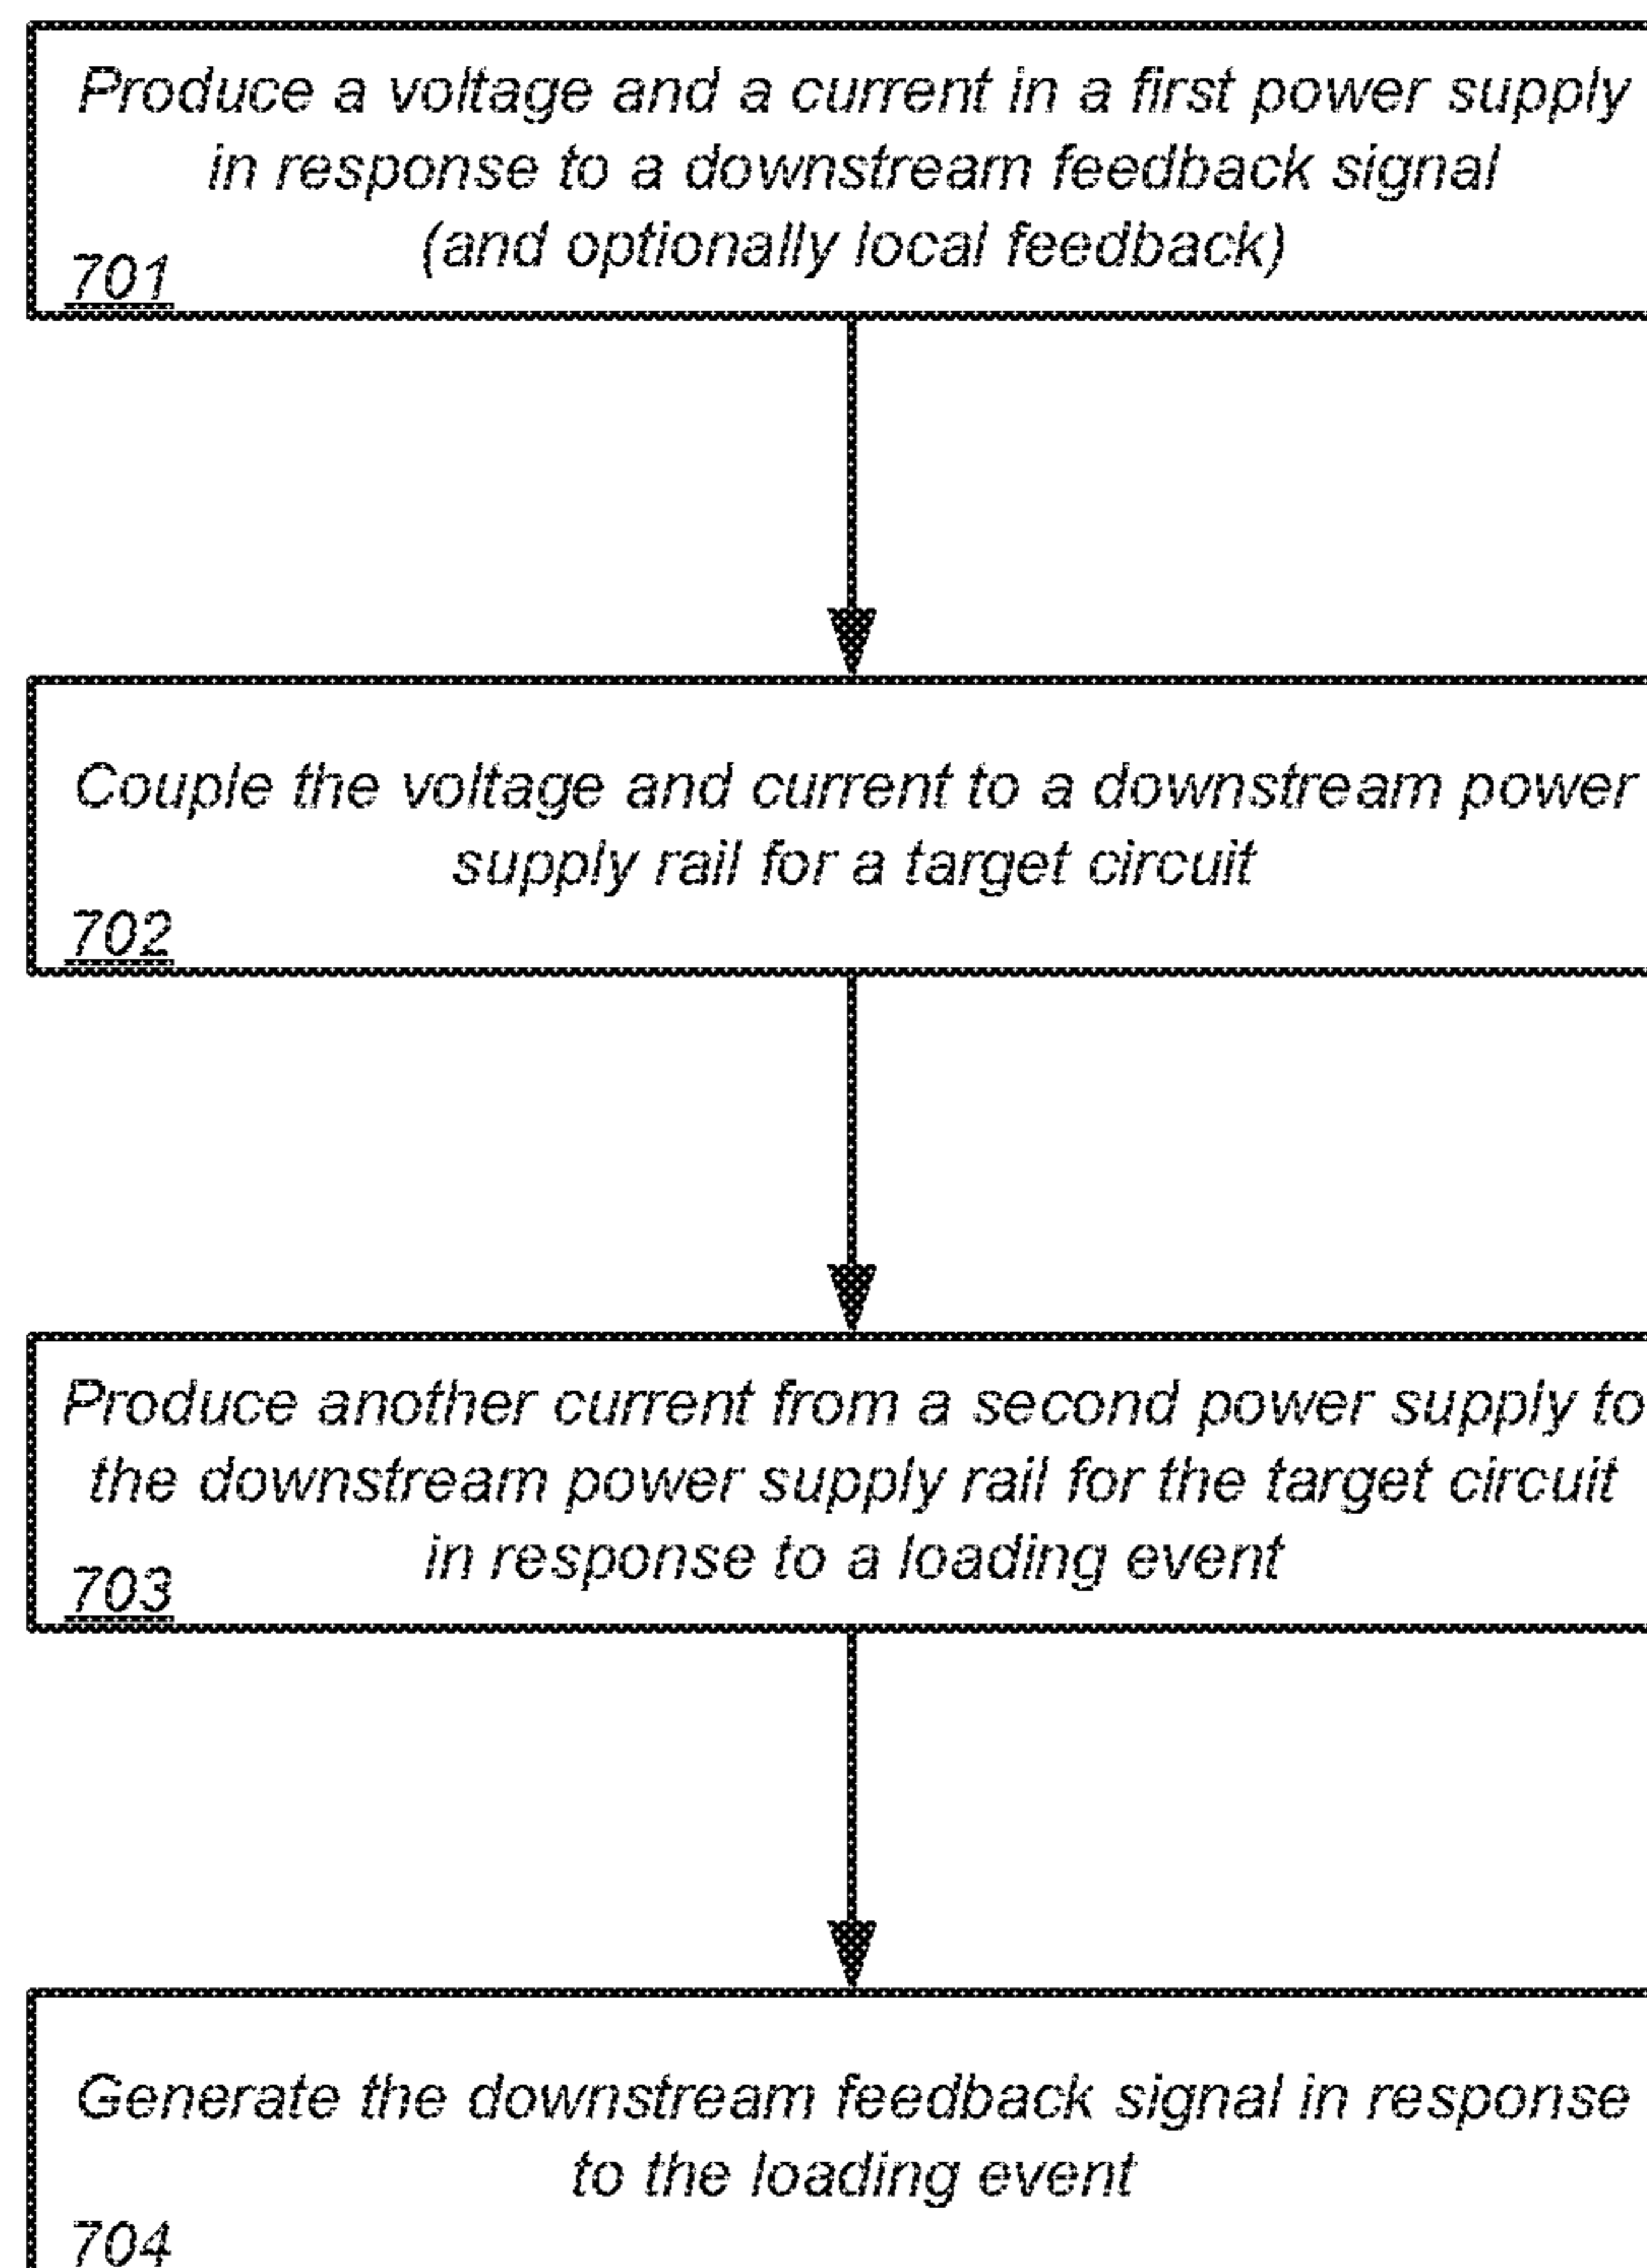 Produce a voltage and a current in a first power supply
in response to a downstream feedback signal
(and optionally local feedback)
701
Couple the voltage and current to a downstream power
supply rail for a target circuit
702
Produce another current from a second power supply to
the downstream power supply rail for the target circuit
in response to a loading event
703
Generate the downstream feedback signal in response
to the loading event
704